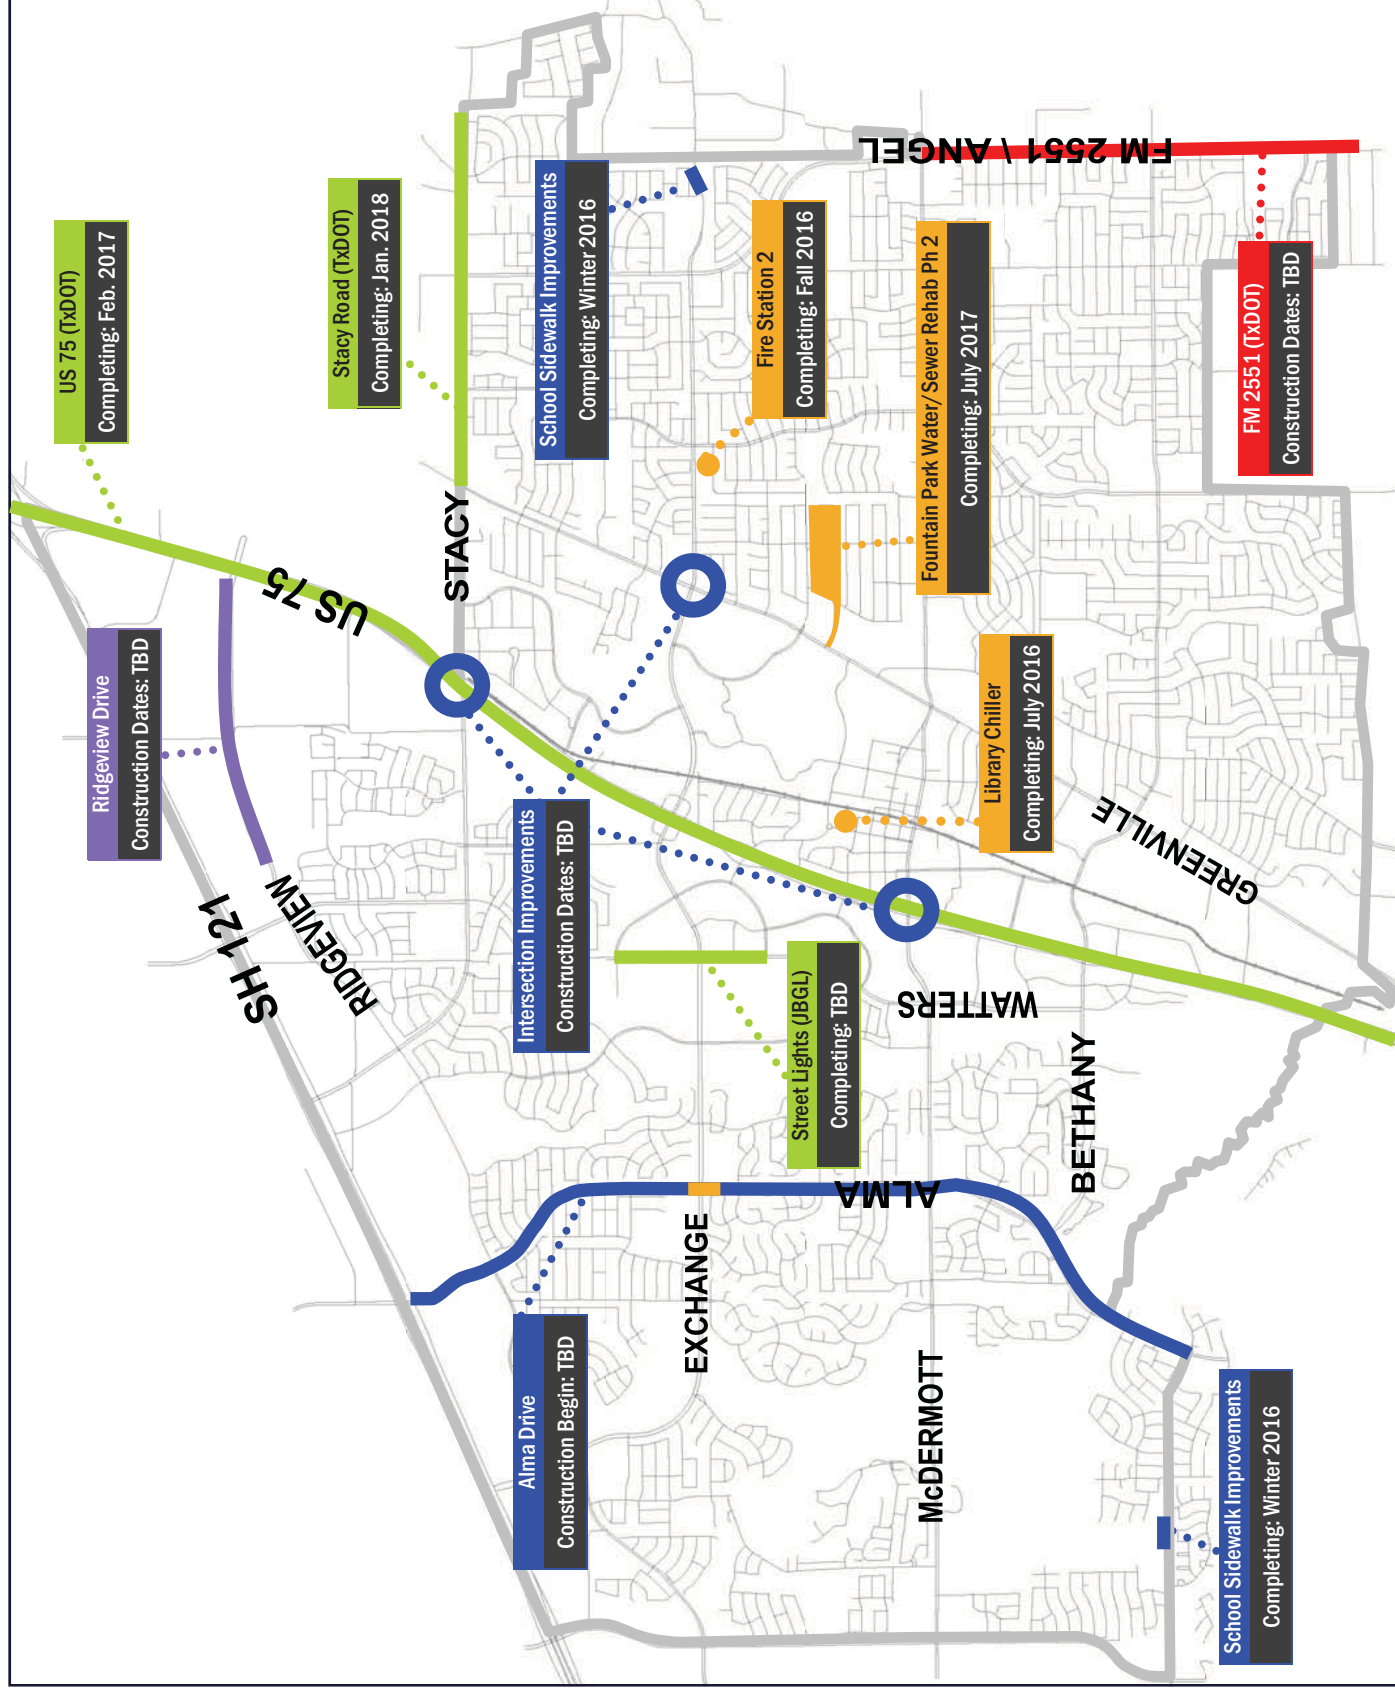 US 75 (TxDOT)
Completing: Feb. 2017
Stacy Road (TxDOT)
Completing: Jan. 2018
School Sidewalk Improvements
Completing: Winter 2016
Fire Station 2
Completing: Fall 2016
Fountain Park Water/Sewer Rehab Ph 2
Completing: July 2017
FM 2551 (TxDOT)
Construction Dates: TBD
FM 2551 \ ANGEL
STACY
US 75
Ridgeview Drive
Construction Dates: TBD
Library Chiller
Completing: July 2016
GREENVILLE
Intersection Improvements
Construction Dates: TBD
SH 121
RIDGEVIEW
Street Lights (JBGL)
Completing: TBD
WATTERS
BETHANY
ALMA
EXCHANGE
McDERMOTT
Alma Drive
Construction Begin: TBD
School Sidewalk Improvements
Completing: Winter 2016